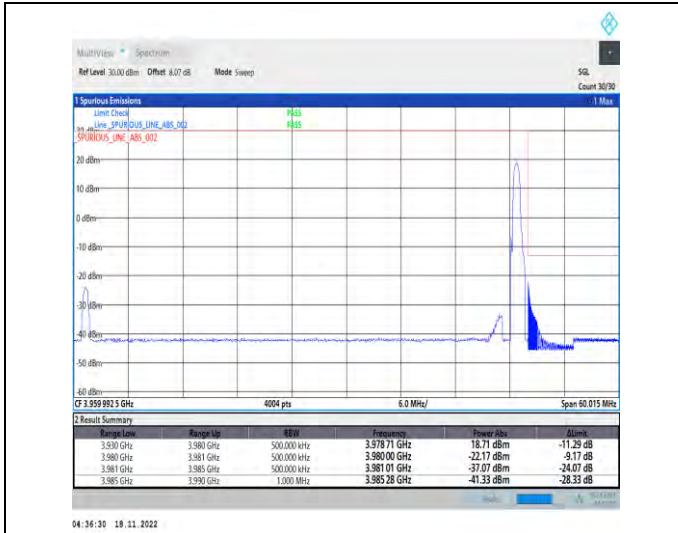 MultiView Spectrum
Ref Level 30.00 dBm Offset 8.07 dB Mode Sweep SGL
Count 30/30
1 Spurious Emissions 1 Max
Limit Check PASS
Line _SPURIOUS_LINE_ABS_002 PASS
30 dBm
SPURIOUS_LINE_ABS_002
20 dBm
10 dBm
0 dBm
-10 dBm
-20 dBm
-30 dBm
-40 dBm
-50 dBm
-60 dBm
CF 3.959 992 5 GHz 4004 pts 6.0 MHz/ Span 60.015 MHz
2 Result Summary
Range Low Range Up RBW Frequency Power Abs ΔLimit
3.930 GHz 3.980 GHz 500.000 kHz 3.978 71 GHz 18.71 dBm -11.29 dB
3.980 GHz 3.981 GHz 500.000 kHz 3.980 00 GHz -22.17 dBm -9.17 dB
3.981 GHz 3.985 GHz 500.000 kHz 3.981 01 GHz -37.07 dBm -24.07 dB
3.985 GHz 3.990 GHz 1.000 MHz 3.985 28 GHz -41.33 dBm -28.33 dB
04:36:30 18.11.2022